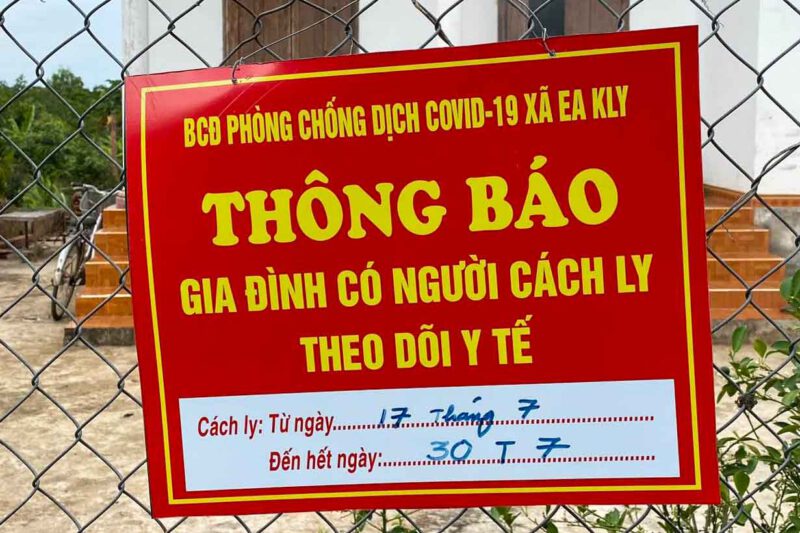 BCĐ PHÒNG CHỐNG DỊCH COVID-19 XÃ EA KLY
THÔNG BÁO
GIA ĐÌNH CÓ NGƯỜI CÁCH LY
THEO DÕI Y TẾ
Cách ly: Từ ngày.....17 tháng 7.....
Đến hết ngày:.....30 T 7.....